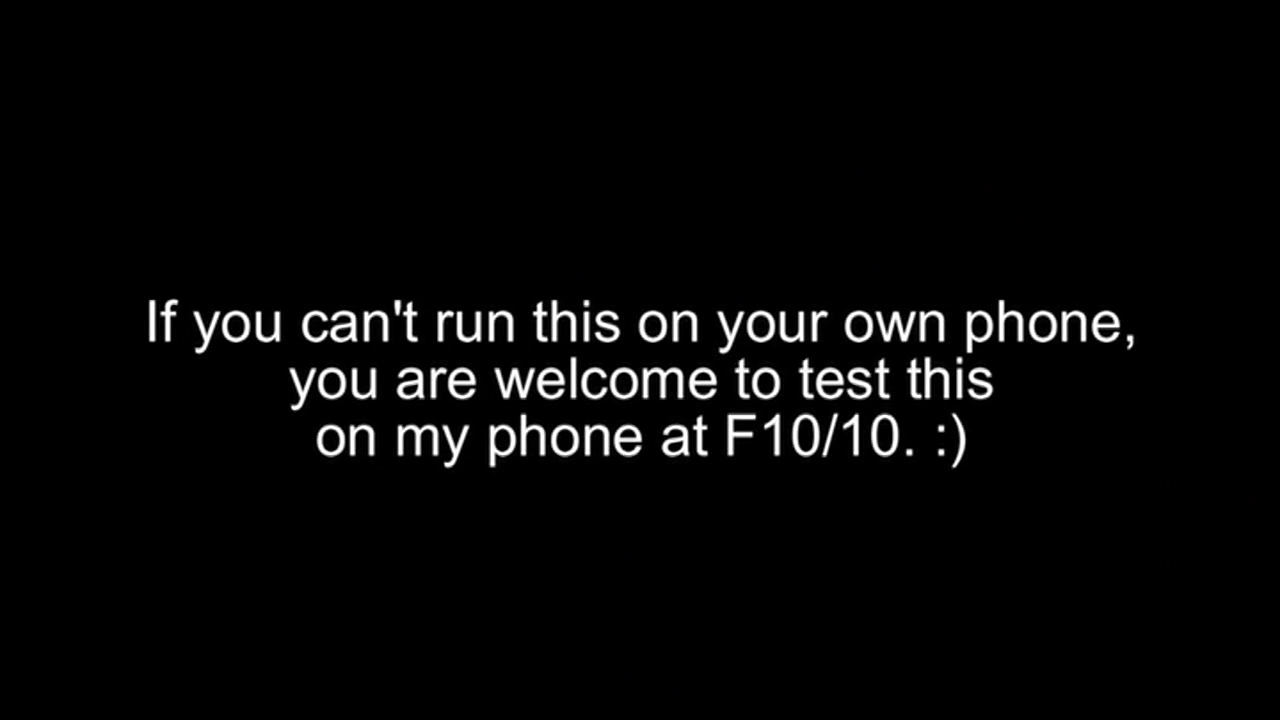 If you can't run this on your own phone,
you are welcome to test this
on my phone at F10/10. :)